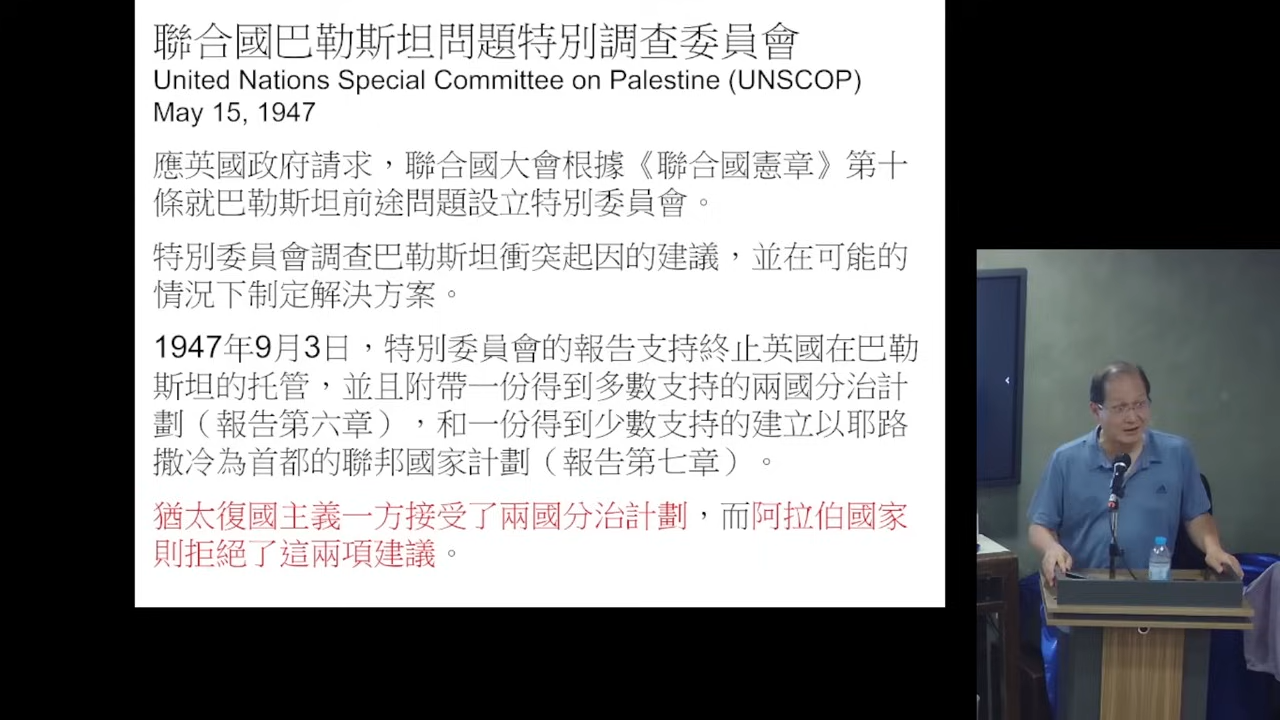 聯合國巴勒斯坦問題特別調查委員會
United Nations Special Committee on Palestine (UNSCOP)
May 15, 1947
應英國政府請求，聯合國大會根據《聯合國憲章》第十
條就巴勒斯坦前途問題設立特別委員會。
特別委員會調查巴勒斯坦衝突起因的建議，並在可能的
情況下制定解決方案。
1947年9月3日，特別委員會的報告支持終止英國在巴勒
斯坦的托管，並且附帶一份得到多數支持的兩國分治計
劃（報告第六章），和一份得到少數支持的建立以耶路
撒冷為首都的聯邦國家計劃（報告第七章）。
猶太復國主義一方接受了兩國分治計劃，而阿拉伯國家
則拒絕了這兩項建議。